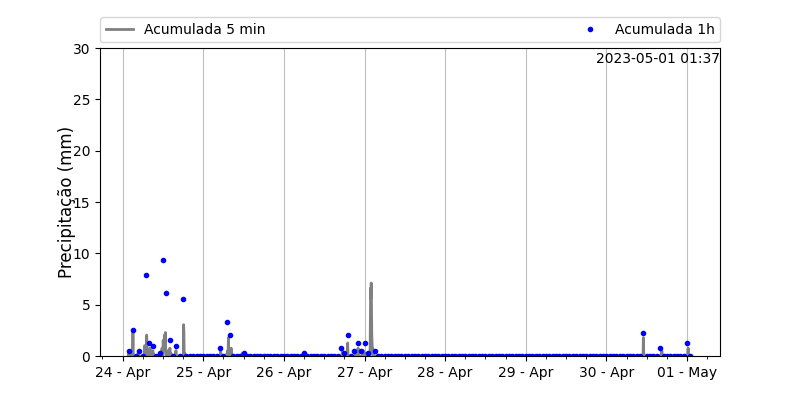 Acumulada 5 min
Acumulada 1h
2023-05-01 01:37
Precipitação (mm)
30
25
20
15
10
5
0
24 - Apr
25 - Apr
26 - Apr
27 - Apr
28 - Apr
29 - Apr
30 - Apr
01 - May